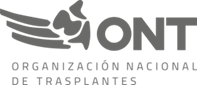 ONT
ORGANIZACIÓN NACIONAL
DE TRASPLANTES